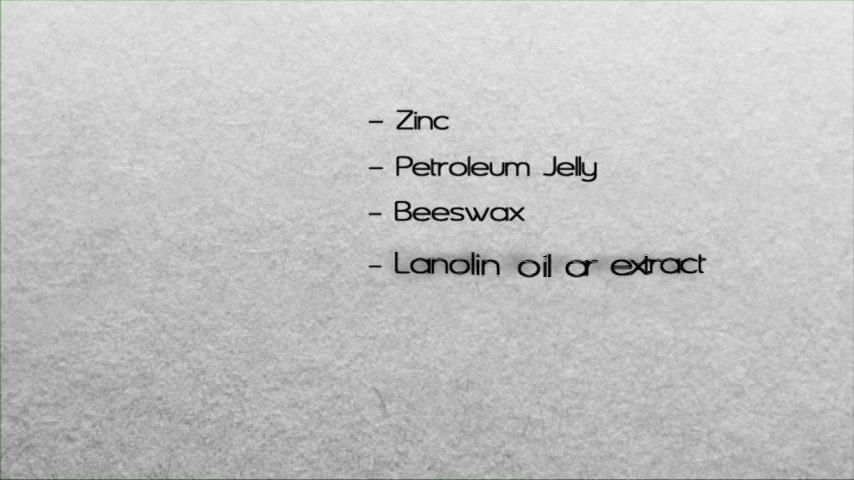 - Zinc
- Petroleum Jelly
- Beeswax
- Lanolin oil or extract